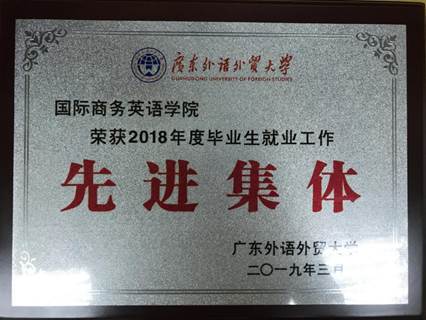 广东外语外贸大学
GUANGDONG UNIVERSITY OF FOREIGN STUDIES
国际商务英语学院
荣获2018年度毕业生就业工作
先进集体
广东外语外贸大学
二〇一九年三月